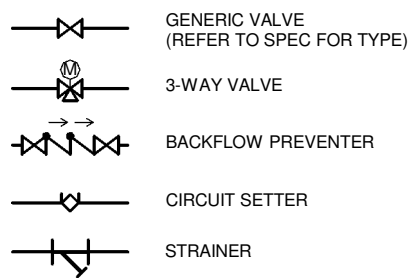 GENERIC VALVE
(REFER TO SPEC FOR TYPE)
M
3-WAY VALVE
BACKFLOW PREVENTER
CIRCUIT SETTER
STRAINER